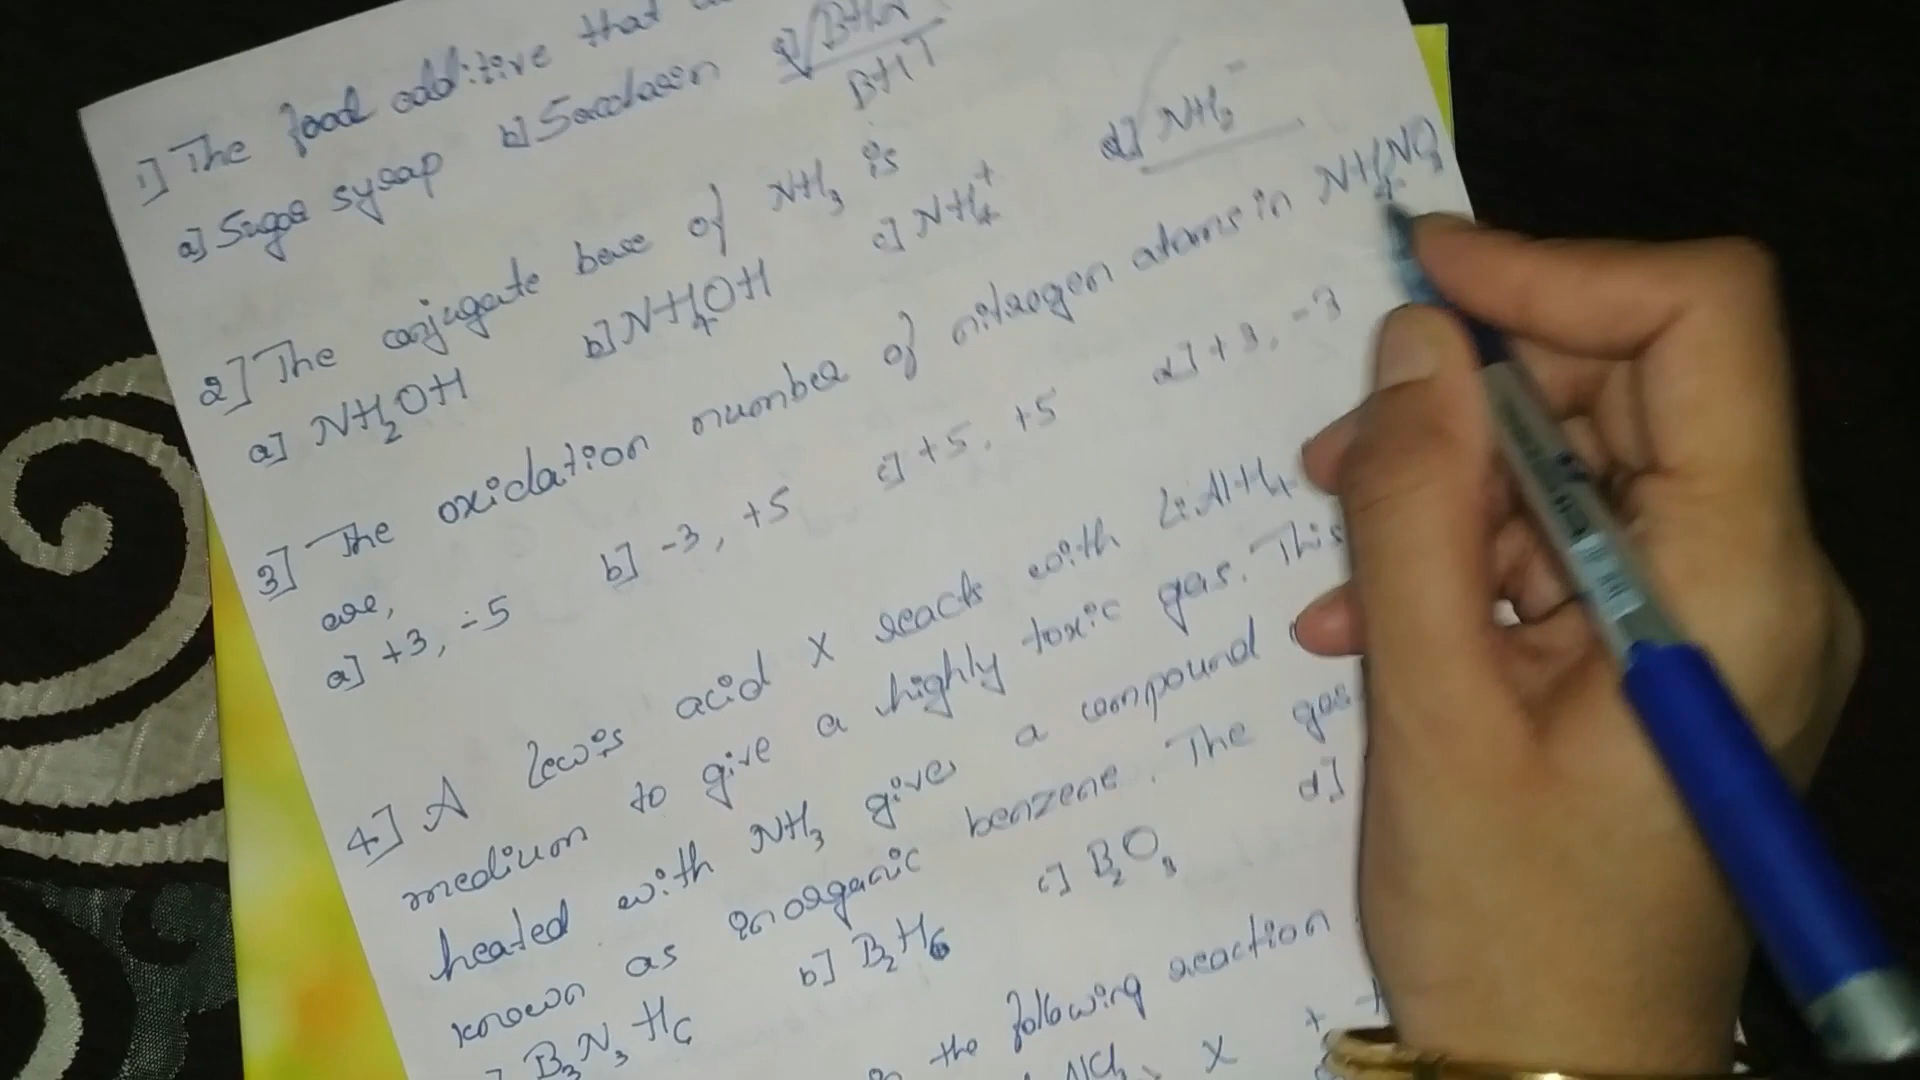 1] The food additive that
a] Sugar syrap b] Saccharin c] BHA
BHT
2] The conjugate base of NH₃ is
a] NH₂OH b] NH₄OH c] NH₄⁺ d] NH₂⁻
3] The oxidation number of nitrogen atoms in NH₄NO₃
are,
a] +3, -5 b] -3, +5 c] +5, +5 d] +3, -3
4] A Lewis acid X reacts with LiAlH₄
medium to give a highly toxic gas. This
heated with NH₃ gives a compound
known as inorganic benzene. The gas
B₃N₃H₆ b] B₂H₆ c] B₂O₃ d]
the following reaction
X +